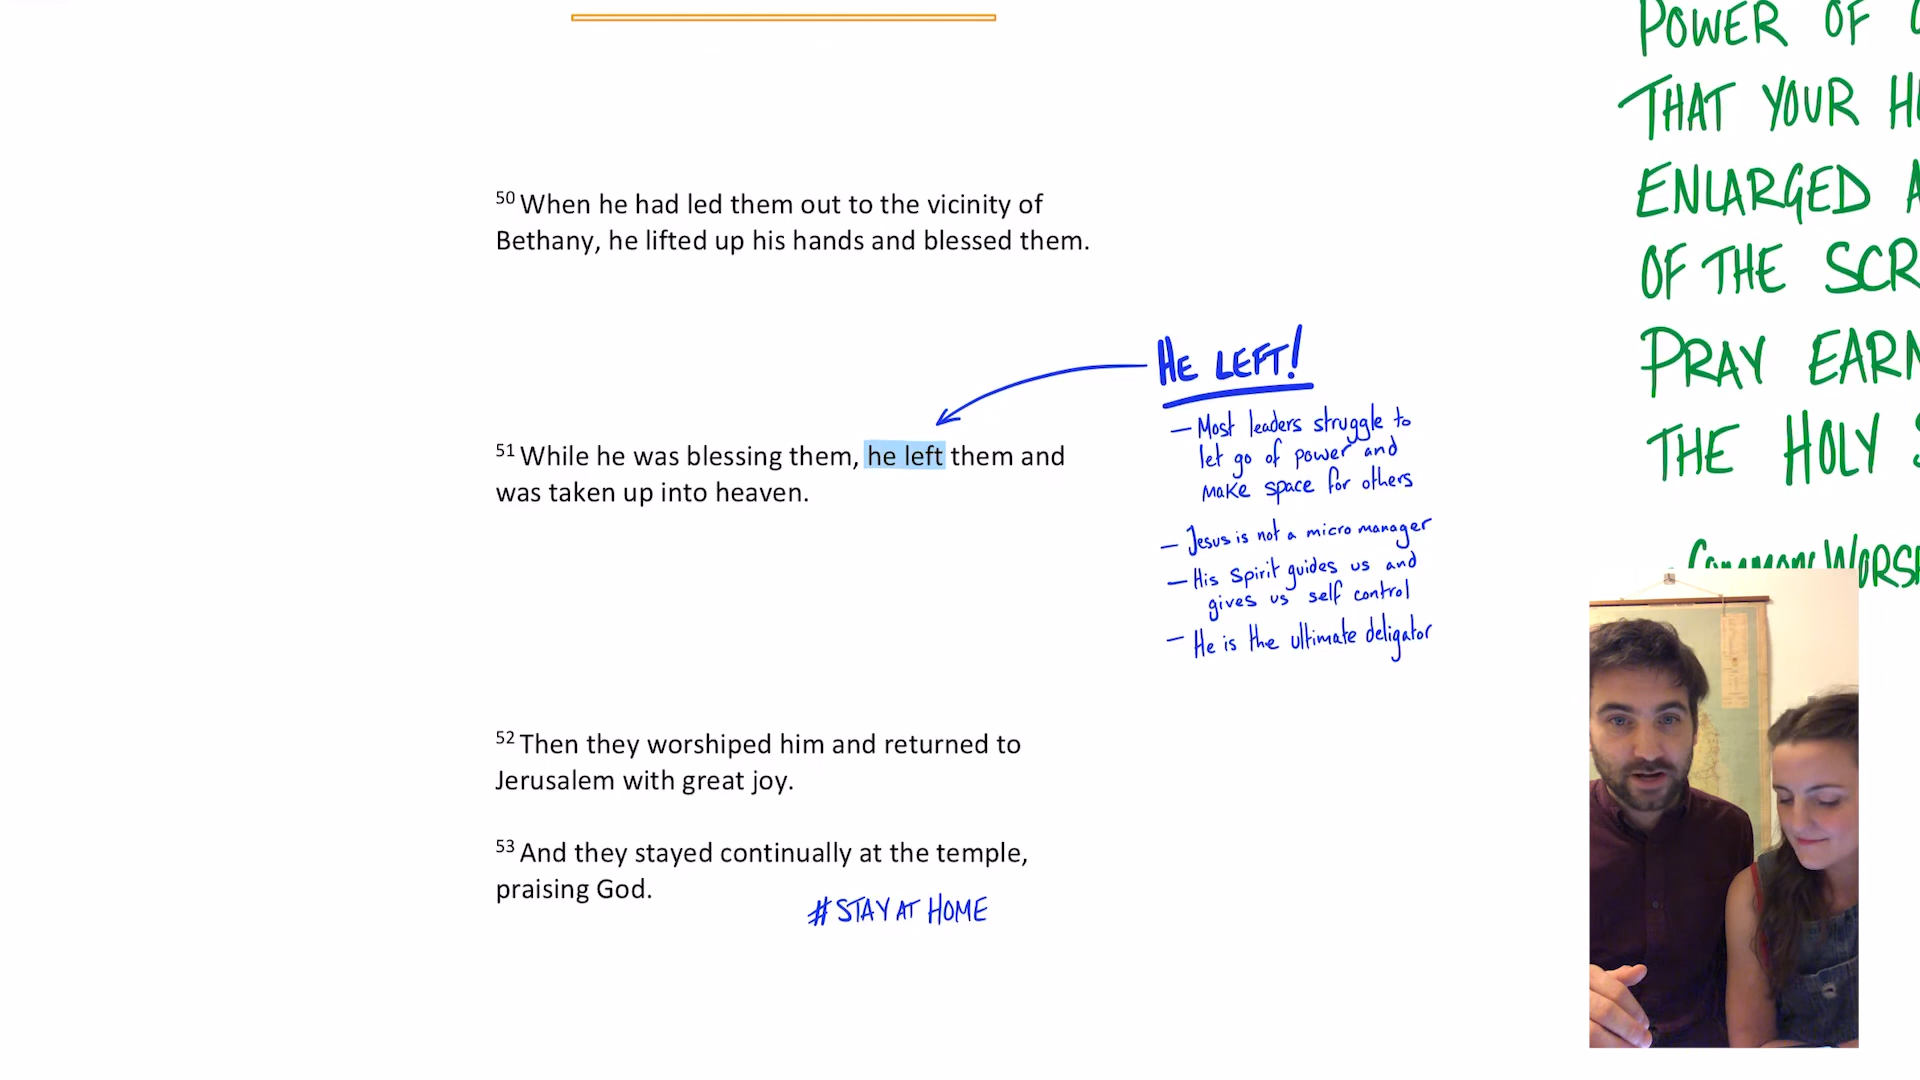 50 When he had led them out to the vicinity of
Bethany, he lifted up his hands and blessed them.
51 While he was blessing them, he left them and
was taken up into heaven.
52 Then they worshiped him and returned to
Jerusalem with great joy.
53 And they stayed continually at the temple,
praising God.
#STAY AT HOME
HE LEFT!
– Most leaders struggle to
let go of power and
make space for others
– Jesus is not a micro manager
– His Spirit guides us and
gives us self control
– He is the ultimate deligator
POWER OF
THAT YOUR
ENLARGED
OF THE SCR
PRAY EARN
THE HOLY
COMMON WORS